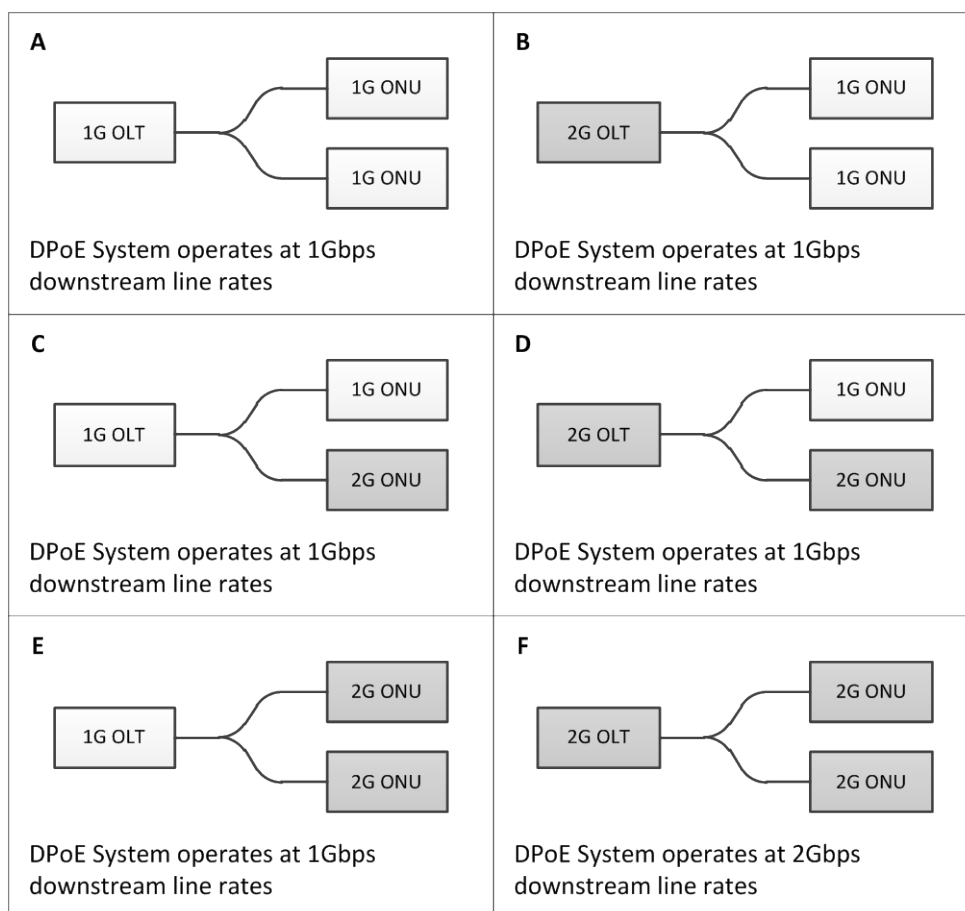 A
1G OLT
1G ONU
1G ONU
DPoE System operates at 1Gbps
downstream line rates
B
2G OLT
1G ONU
1G ONU
DPoE System operates at 1Gbps
downstream line rates
C
1G OLT
1G ONU
2G ONU
DPoE System operates at 1Gbps
downstream line rates
D
2G OLT
1G ONU
2G ONU
DPoE System operates at 1Gbps
downstream line rates
E
1G OLT
2G ONU
2G ONU
DPoE System operates at 1Gbps
downstream line rates
F
2G OLT
2G ONU
2G ONU
DPoE System operates at 2Gbps
downstream line rates